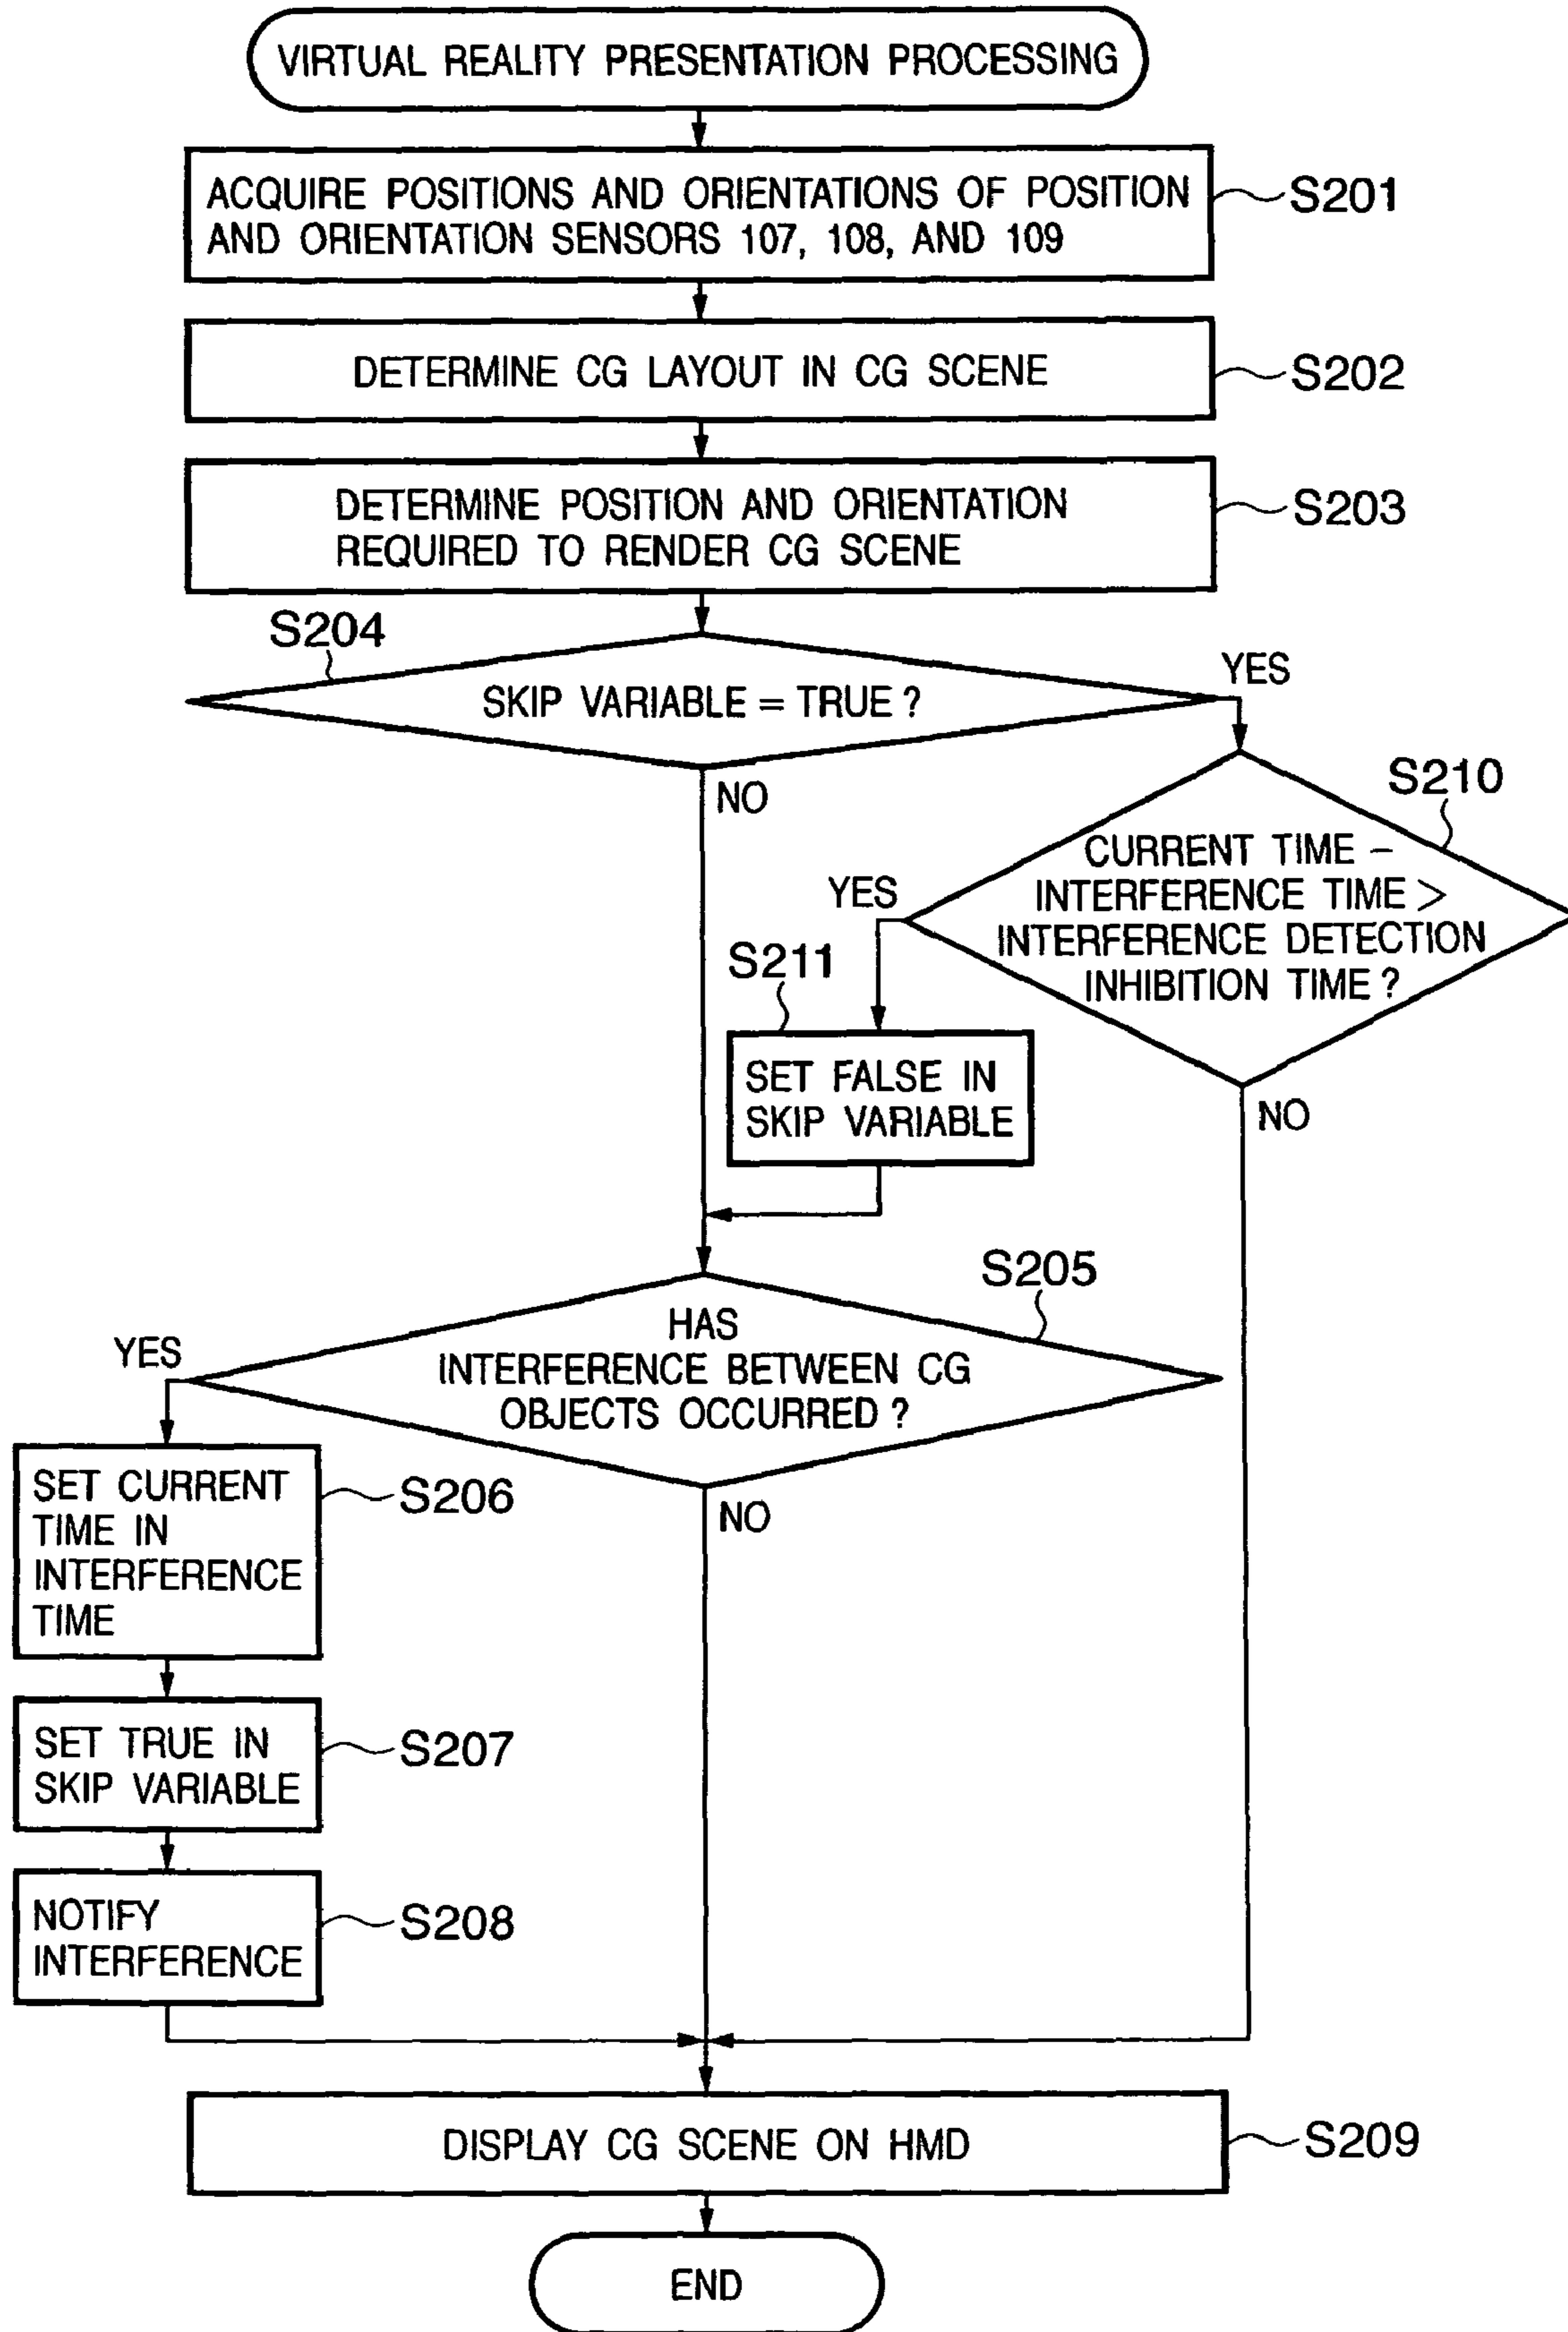 VIRTUAL REALITY PRESENTATION PROCESSING
ACQUIRE POSITIONS AND ORIENTATIONS OF POSITION
AND ORIENTATION SENSORS 107, 108, AND 109
S201
DETERMINE CG LAYOUT IN CG SCENE
S202
DETERMINE POSITION AND ORIENTATION
REQUIRED TO RENDER CG SCENE
S203
S204
SKIP VARIABLE = TRUE ?
YES
NO
S210
CURRENT TIME –
INTERFERENCE TIME >
INTERFERENCE DETECTION
INHIBITION TIME ?
YES
NO
S211
SET FALSE IN
SKIP VARIABLE
S205
HAS
INTERFERENCE BETWEEN CG
OBJECTS OCCURRED ?
YES
NO
SET CURRENT
TIME IN
INTERFERENCE
TIME
S206
SET TRUE IN
SKIP VARIABLE
S207
NOTIFY
INTERFERENCE
S208
DISPLAY CG SCENE ON HMD
S209
END